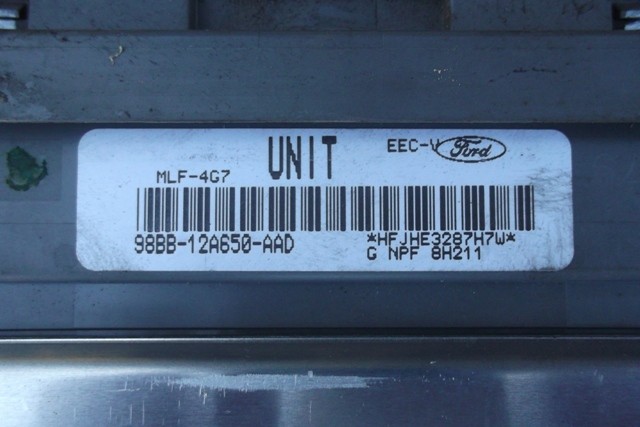 UNIT
EEC-V Ford
MLF-4G7
98BB-12A650-AAD
*HFJHE3287H7W*
G NPF 8H211